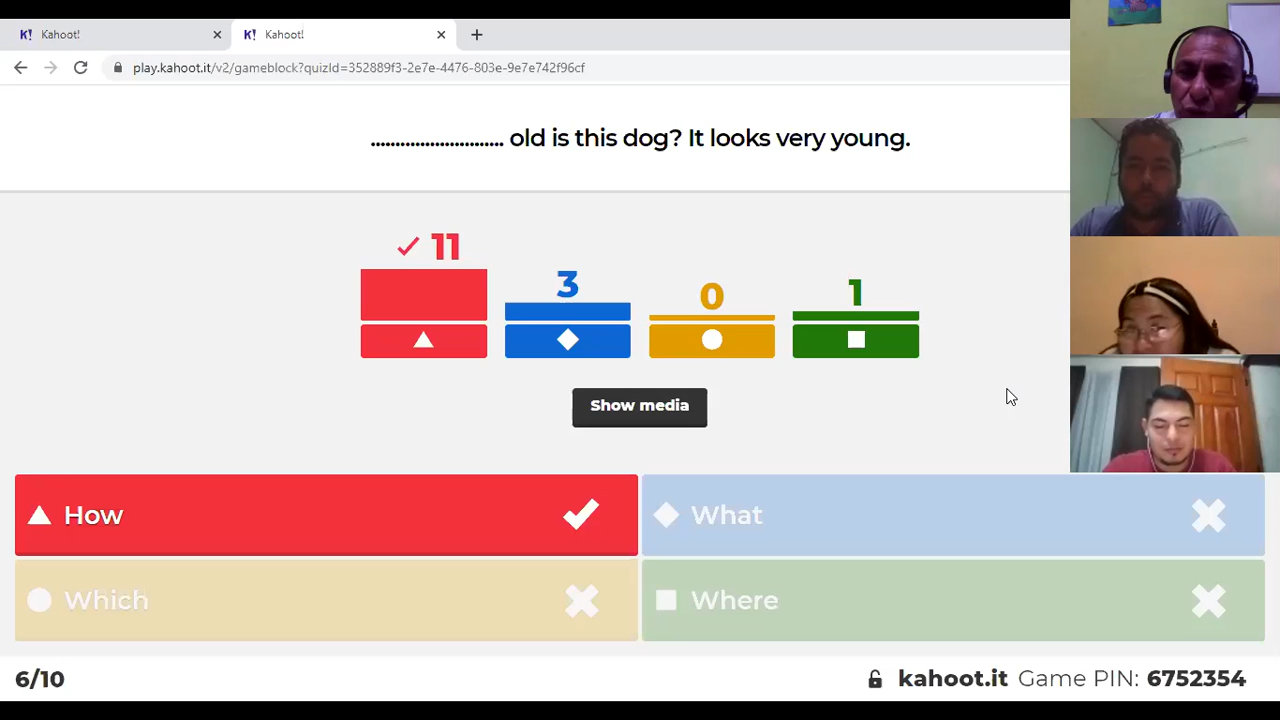 K! Kahoot! × K! Kahoot! × +
play.kahoot.it/v2/gameblock?quizId=352889f3-2e7e-4476-803e-9e7e742f96cf
........................... old is this dog? It looks very young.
11 3 0 1
Show media
How What
Which Where
6/10 kahoot.it Game PIN: 6752354